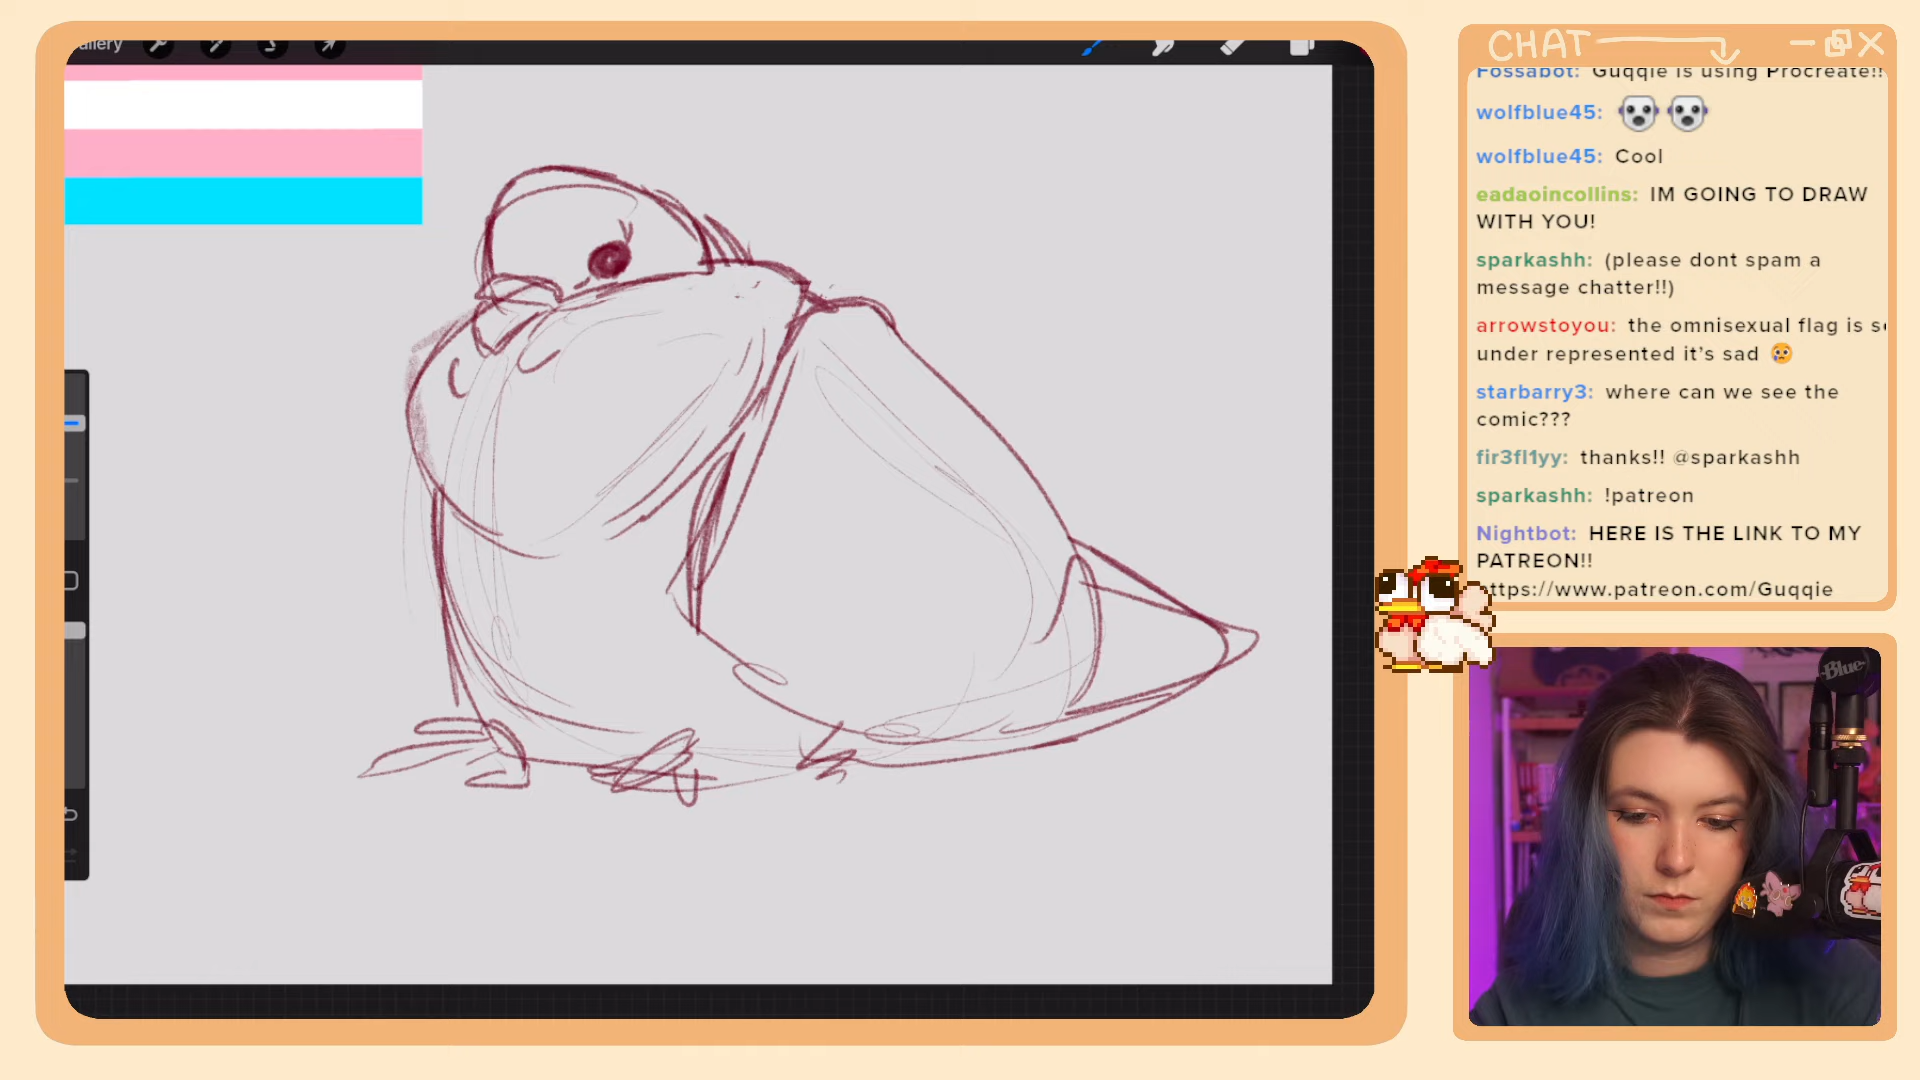 allery
CHAT
Fossabot: Guqqie is using Procreate!!
wolfblue45:
wolfblue45: Cool
eadaoincollins: IM GOING TO DRAW
WITH YOU!
sparkashh: (please dont spam a
message chatter!!)
arrowstoyou: the omnisexual flag is s
under represented it's sad 😥
starbarry3: where can we see the
comic???
fir3fl1yy: thanks!! @sparkashh
sparkashh: !patreon
Nightbot: HERE IS THE LINK TO MY
PATREON!!
https://www.patreon.com/Guqqie
Blue